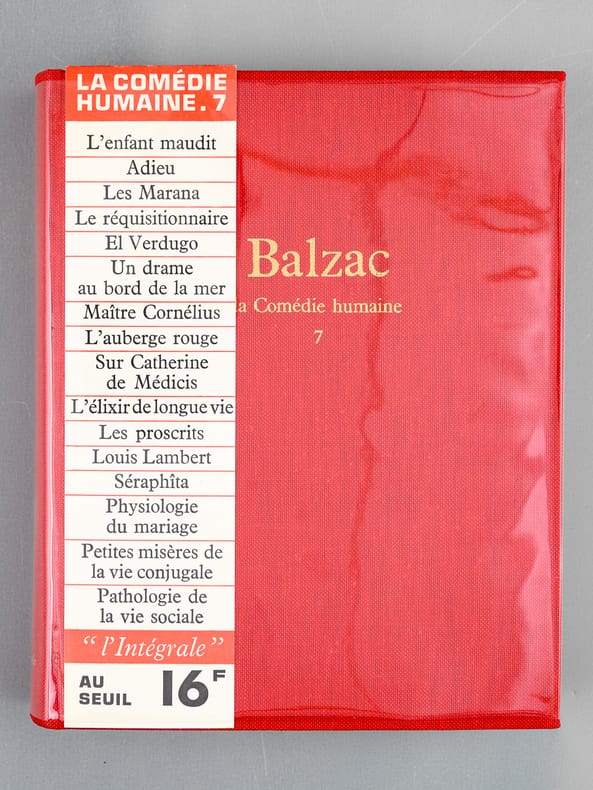 LA COMÉDIE
HUMAINE.7
L'enfant maudit
Adieu
Les Marana
Le réquisitionnaire
El Verdugo
Un drame
au bord de la mer
Maître Cornélius
L'auberge rouge
Sur Catherine
de Médicis
L'élixir de longue vie
Les proscrits
Louis Lambert
Séraphîta
Physiologie
du mariage
Petites misères de
la vie conjugale
Pathologie de
la vie sociale
"l'Intégrale"
AU
SEUIL
16F
Balzac
la Comédie humaine
7